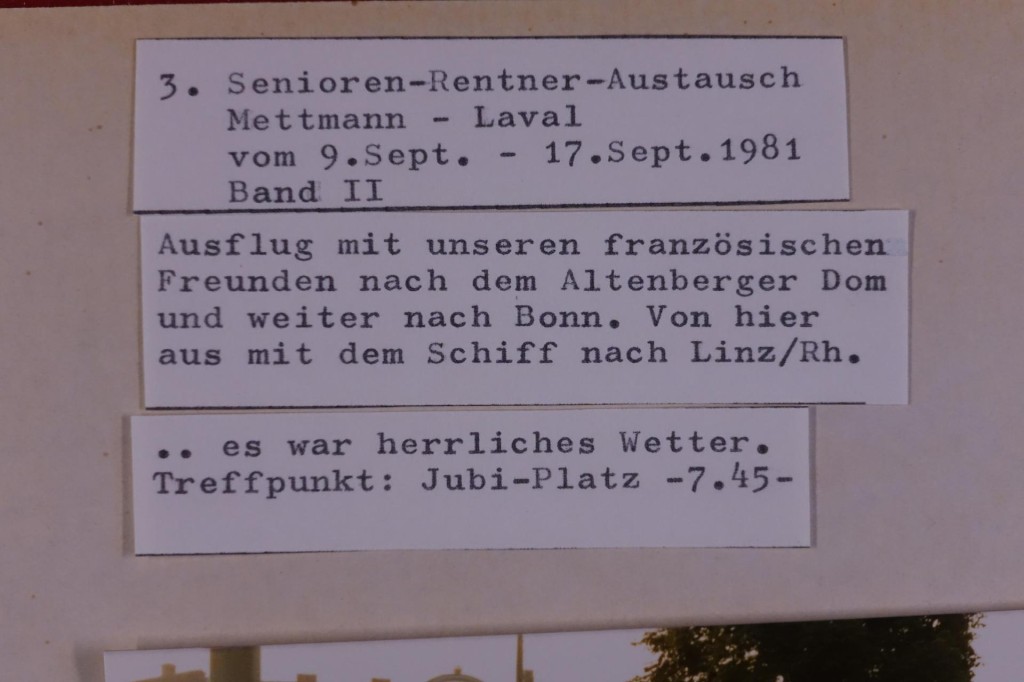 3. Senioren-Rentner-Austausch
Mettmann - Laval
vom 9.Sept. - 17.Sept.1981
Band II
Ausflug mit unseren französischen
Freunden nach dem Altenberger Dom
und weiter nach Bonn. Von hier
aus mit dem Schiff nach Linz/Rh.
.. es war herrliches Wetter.
Treffpunkt: Jubi-Platz -7.45-